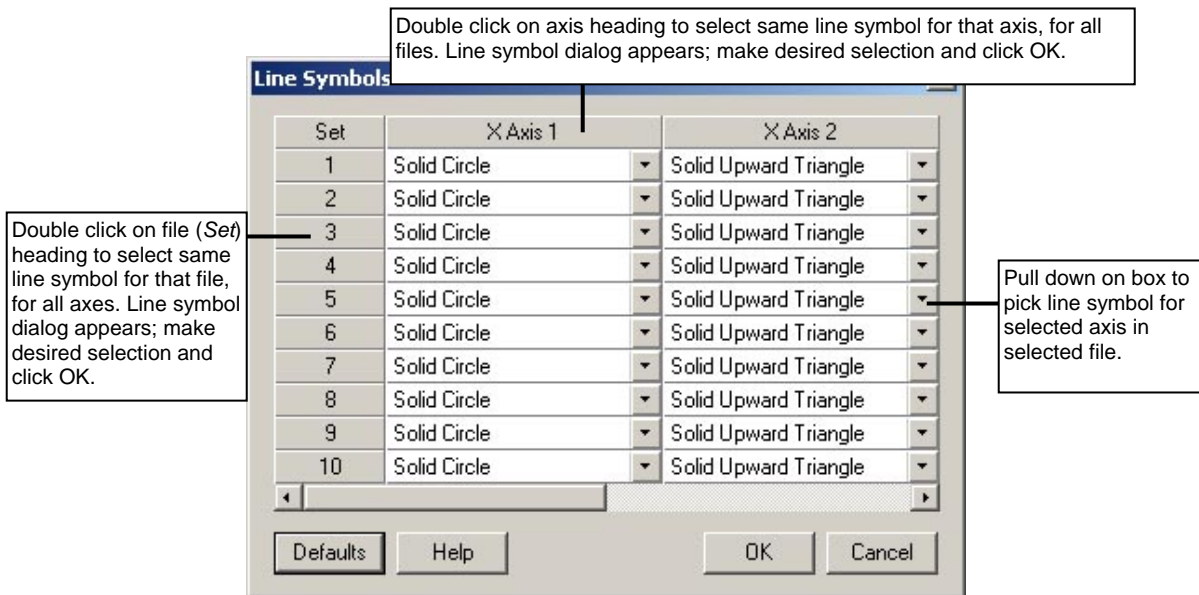 Double click on axis heading to select same line symbol for that axis, for all
files. Line symbol dialog appears; make desired selection and click OK.
Line Symbols
Set X Axis 1 X Axis 2
1 Solid Circle Solid Upward Triangle
2 Solid Circle Solid Upward Triangle
3 Solid Circle Solid Upward Triangle
4 Solid Circle Solid Upward Triangle
5 Solid Circle Solid Upward Triangle
6 Solid Circle Solid Upward Triangle
7 Solid Circle Solid Upward Triangle
8 Solid Circle Solid Upward Triangle
9 Solid Circle Solid Upward Triangle
10 Solid Circle Solid Upward Triangle
Double click on file (Set)
heading to select same
line symbol for that file,
for all axes. Line symbol
dialog appears; make
desired selection and
click OK.
Pull down on box to
pick line symbol for
selected axis in
selected file.
Defaults Help OK Cancel